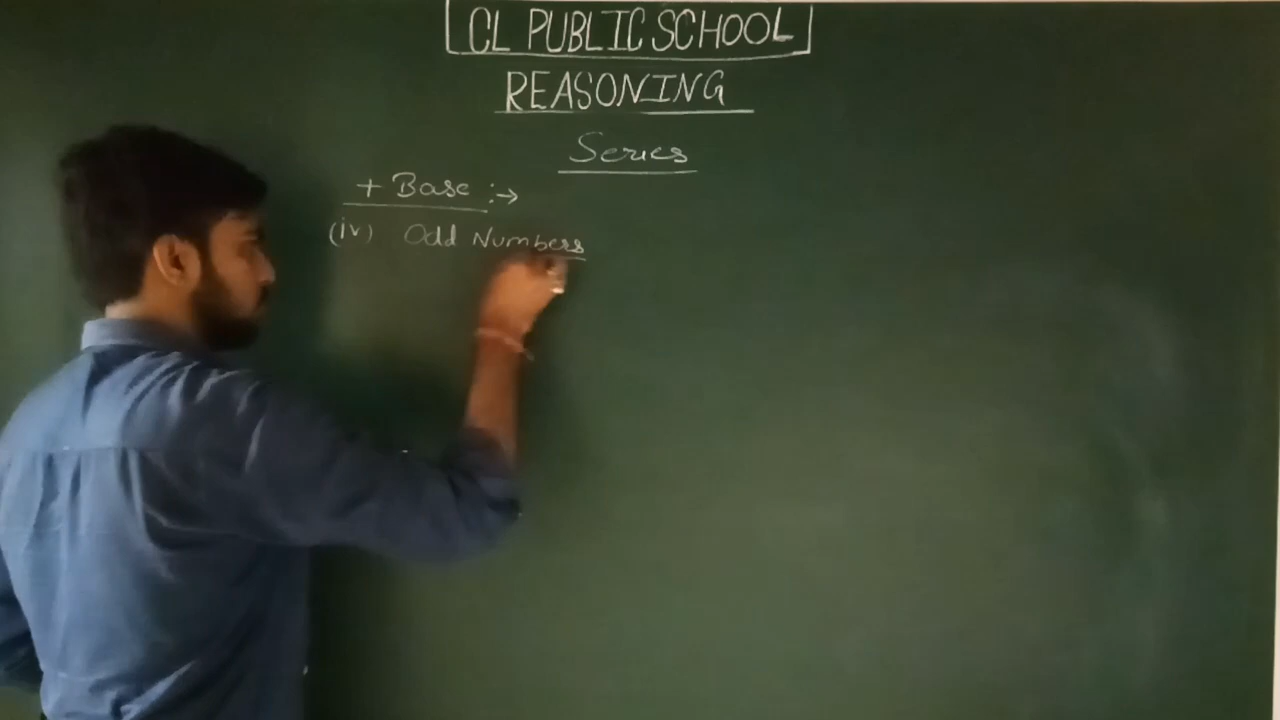 CL PUBLIC SCHOOL
REASONING
Series
+ Base :→
(iv) Odd Numbers